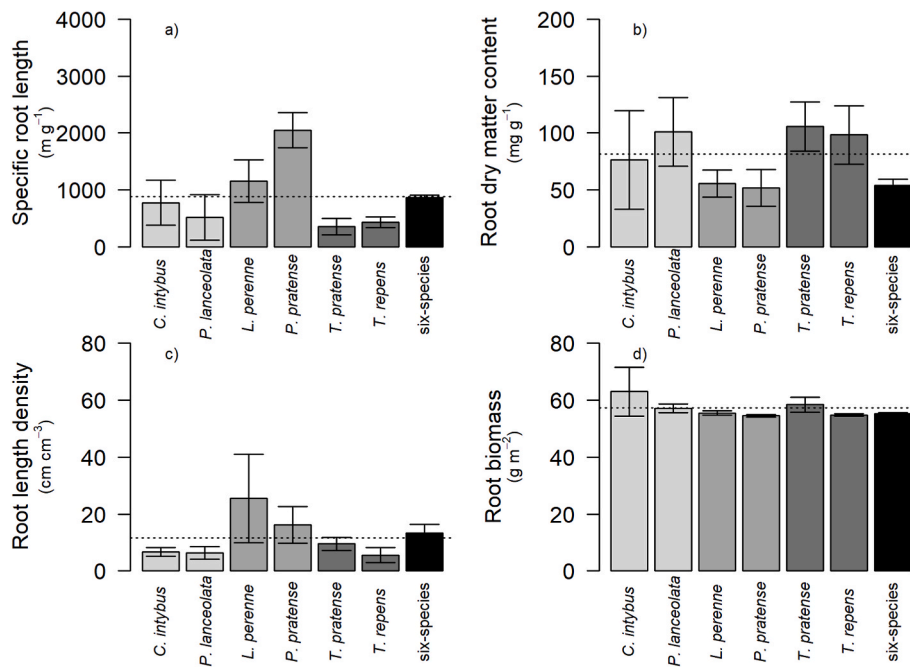 a)
Specific root length
(m g⁻¹)
4000
3000
2000
1000
0
C. intybus
P. lanceolata
L. perenne
P. pratense
T. pratense
T. repens
six-species
b)
Root dry matter content
(mg g⁻¹)
200
150
100
50
0
C. intybus
P. lanceolata
L. perenne
P. pratense
T. pratense
T. repens
six-species
c)
Root length density
(cm cm⁻³)
80
60
40
20
0
C. intybus
P. lanceolata
L. perenne
P. pratense
T. pratense
T. repens
six-species
d)
Root biomass
(g m⁻²)
80
60
40
20
0
C. intybus
P. lanceolata
L. perenne
P. pratense
T. pratense
T. repens
six-species